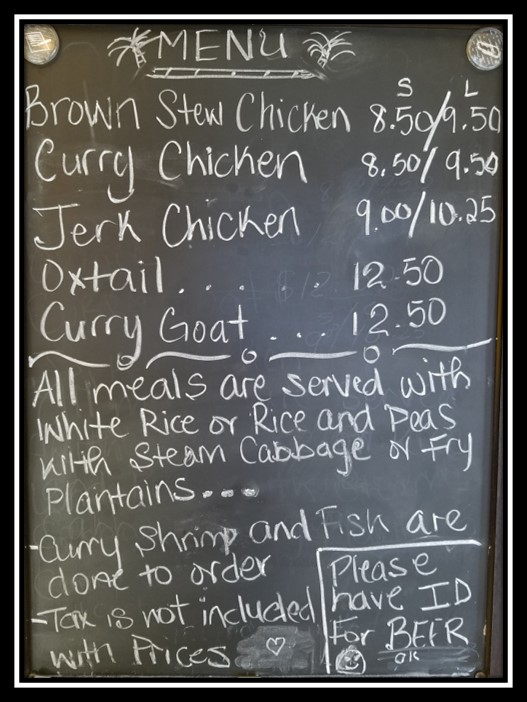 MENU
S L
Brown Stew Chicken 8.50/9.50
Curry Chicken 8.50/9.50
Jerk Chicken 9.00/10.25
Oxtail.... 12.50
Curry Goat... 12.50
All meals are served with
White Rice or Rice and Peas
with Steam Cabbage or Fry
Plantains...
-Curry Shrimp and Fish are
done to order
-Tax is not included
with Prices
Please
have ID
For BEER
ok